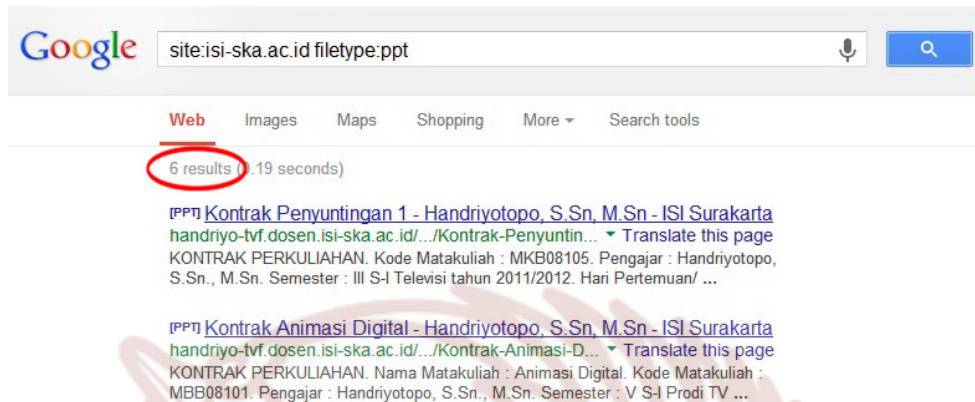 Google site:isi-ska.ac.id filetype:ppt
Web Images Maps Shopping More Search tools
6 results (0.19 seconds)
[PPT] Kontrak Penyuntingan 1 - Handriyotopo, S.Sn, M.Sn - ISI Surakarta
handriyo-tvf.dosen.isi-ska.ac.id/.../Kontrak-Penyuntin... Translate this page
KONTRAK PERKULIAHAN. Kode Matakuliah : MKB08105. Pengajar : Handriyotopo,
S.Sn., M.Sn. Semester : III S-I Televisi tahun 2011/2012. Hari Pertemuan/ ...
[PPT] Kontrak Animasi Digital - Handriyotopo, S.Sn, M.Sn - ISI Surakarta
handriyo-tvf.dosen.isi-ska.ac.id/.../Kontrak-Animasi-D... Translate this page
KONTRAK PERKULIAHAN. Nama Matakuliah : Animasi Digital. Kode Matakuliah :
MBB08101. Pengajar : Handriyotopo, S.Sn., M.Sn. Semester : V S-I Prodi TV ...